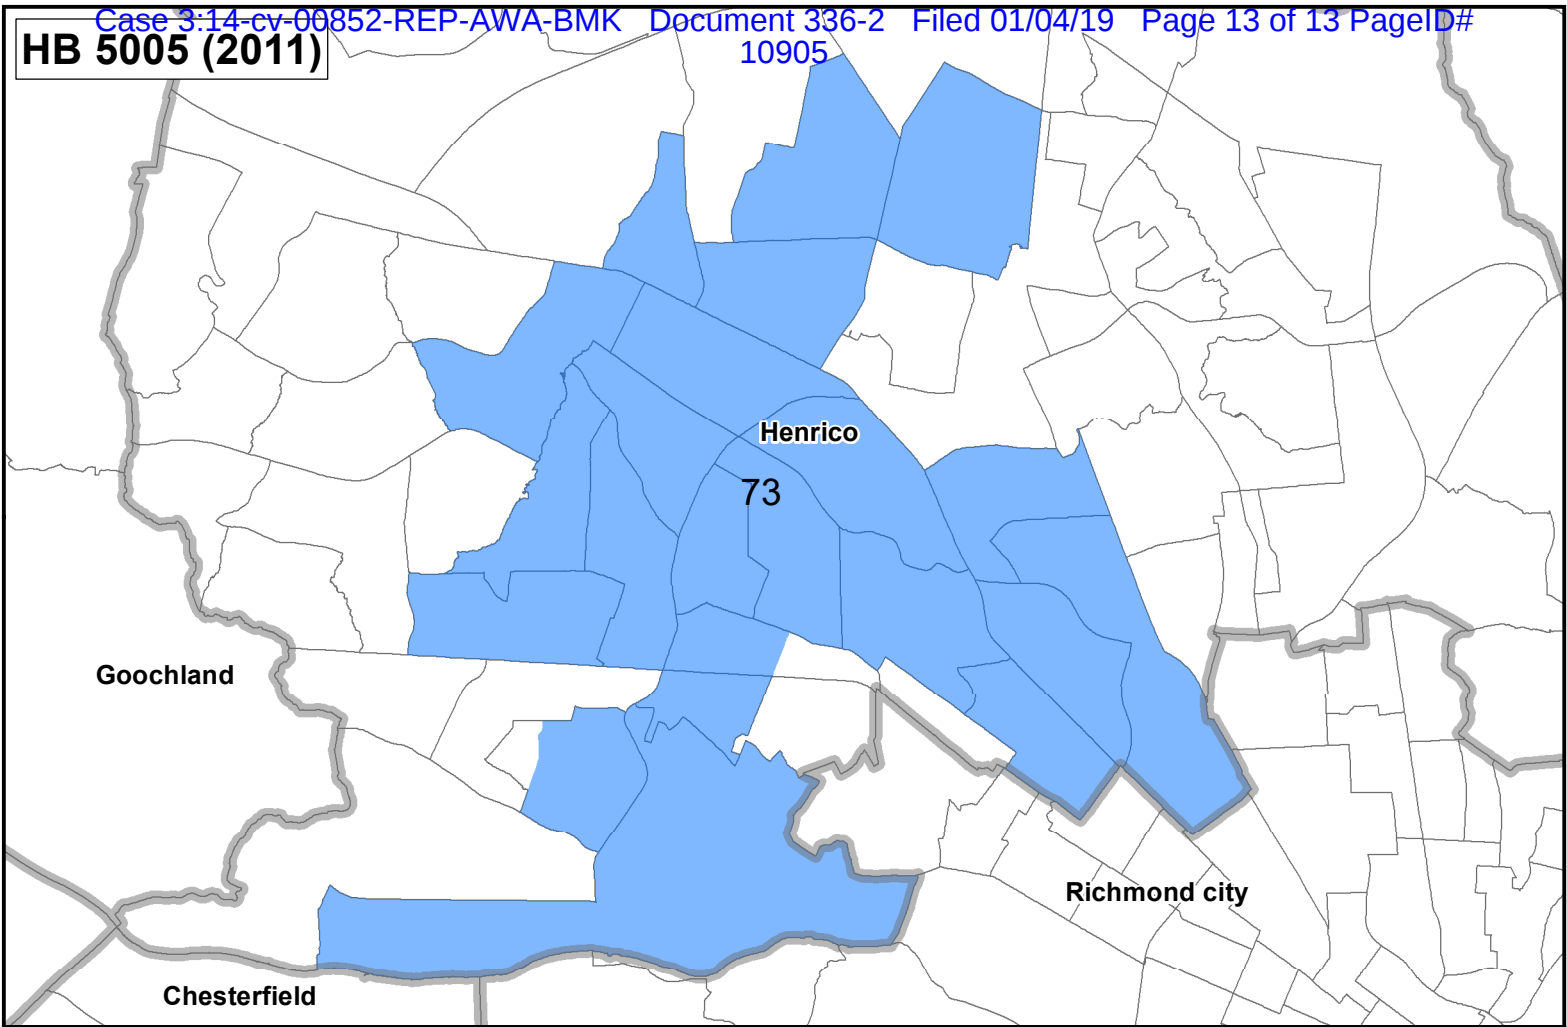 Case 3:14-cv-00852-REP-AWA-BMK Document 336-2 Filed 01/04/19 Page 13 of 13 PageID#
10905
HB 5005 (2011)
Henrico
73
Goochland
Richmond city
Chesterfield